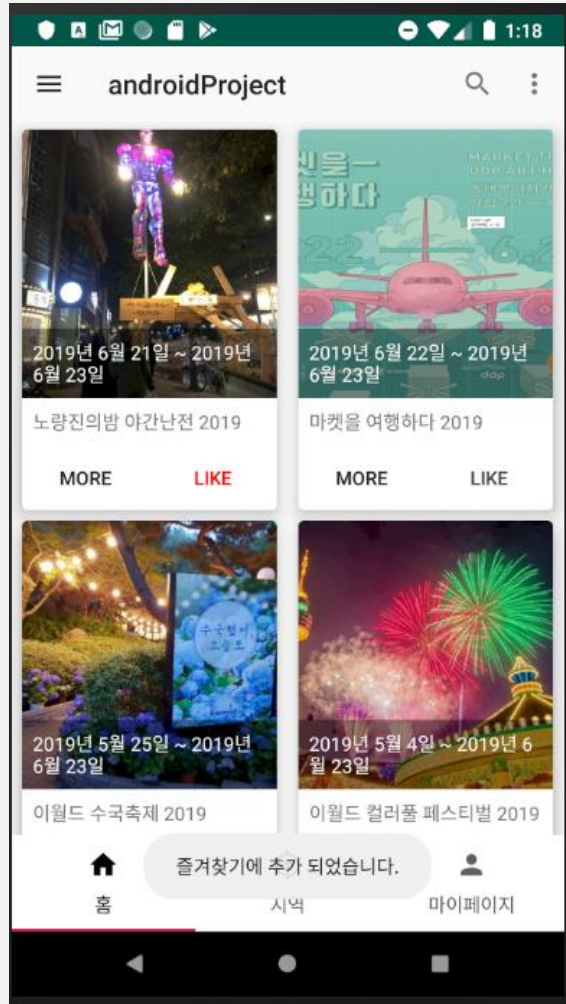 1:18
androidProject
2019년 6월 21일 ~ 2019년
6월 23일
노량진의밤 야간난전 2019
MORE LIKE
2019년 6월 22일 ~ 2019년
6월 23일
ddp
마켓을 여행하다 2019
MORE LIKE
수국밭에,
2019년 5월 25일 ~ 2019년
6월 23일
이월드 수국축제 2019
2019년 5월 4일 ~ 2019년 6
월 23일
이월드 컬러풀 페스티벌 2019
즐겨찾기에 추가 되었습니다.
홈
지역
마이페이지